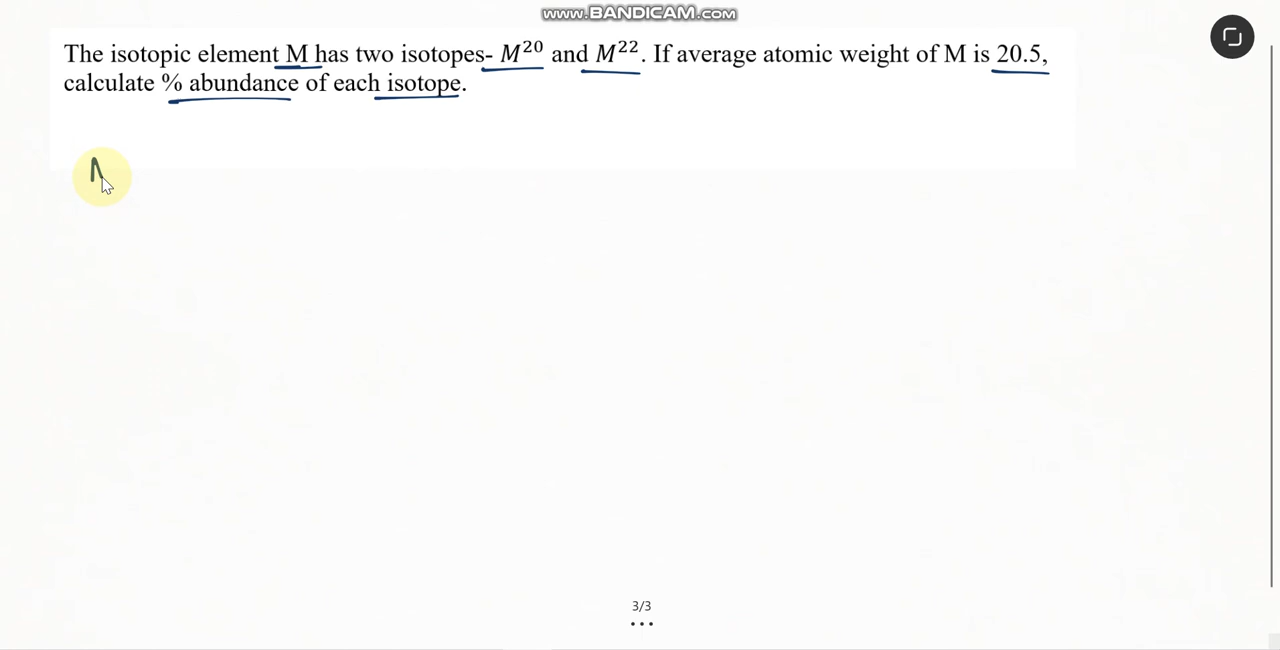 www.BANDICAM.com
The isotopic element M has two isotopes- M²⁰ and M²². If average atomic weight of M is 20.5,
calculate % abundance of each isotope.
3/3